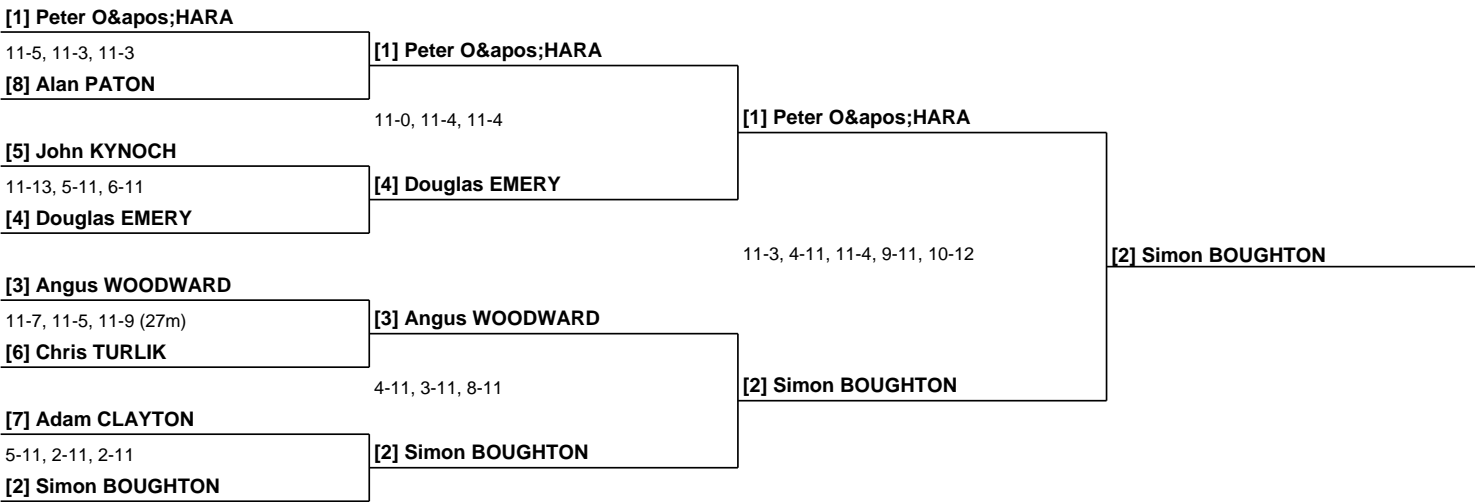 [1] Peter O&apos;HARA
11-5, 11-3, 11-3
[8] Alan PATON
[5] John KYNOCH
11-13, 5-11, 6-11
[4] Douglas EMERY
[3] Angus WOODWARD
11-7, 11-5, 11-9 (27m)
[6] Chris TURLIK
[7] Adam CLAYTON
5-11, 2-11, 2-11
[2] Simon BOUGHTON
[1] Peter O&apos;HARA
11-0, 11-4, 11-4
[4] Douglas EMERY
[3] Angus WOODWARD
4-11, 3-11, 8-11
[2] Simon BOUGHTON
[1] Peter O&apos;HARA
11-3, 4-11, 11-4, 9-11, 10-12
[2] Simon BOUGHTON
[2] Simon BOUGHTON